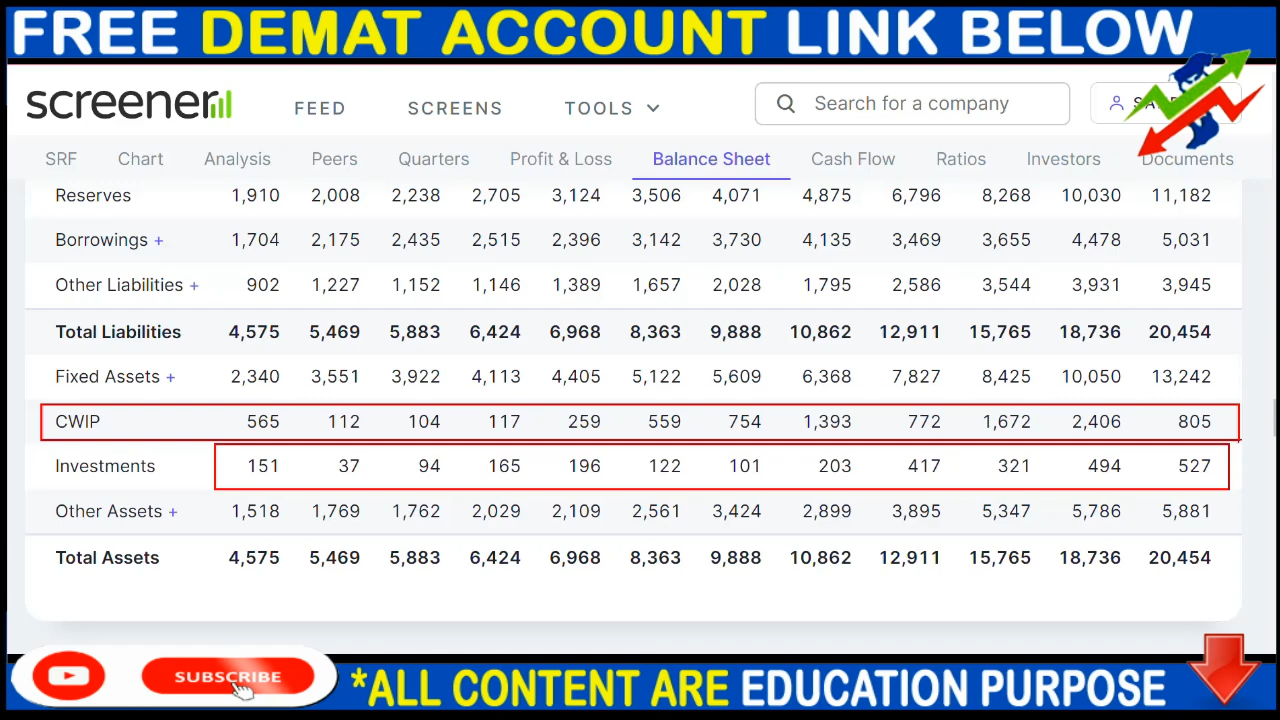 FREE DEMAT ACCOUNT LINK BELOW
screener FEED SCREENS TOOLS Search for a company
SRF Chart Analysis Peers Quarters Profit & Loss Balance Sheet Cash Flow Ratios Investors Documents
Reserves 1,910 2,008 2,238 2,705 3,124 3,506 4,071 4,875 6,796 8,268 10,030 11,182
Borrowings + 1,704 2,175 2,435 2,515 2,396 3,142 3,730 4,135 3,469 3,655 4,478 5,031
Other Liabilities + 902 1,227 1,152 1,146 1,389 1,657 2,028 1,795 2,586 3,544 3,931 3,945
Total Liabilities 4,575 5,469 5,883 6,424 6,968 8,363 9,888 10,862 12,911 15,765 18,736 20,454
Fixed Assets + 2,340 3,551 3,922 4,113 4,405 5,122 5,609 6,368 7,827 8,425 10,050 13,242
CWIP 565 112 104 117 259 559 754 1,393 772 1,672 2,406 805
Investments 151 37 94 165 196 122 101 203 417 321 494 527
Other Assets + 1,518 1,769 1,762 2,029 2,109 2,561 3,424 2,899 3,895 5,347 5,786 5,881
Total Assets 4,575 5,469 5,883 6,424 6,968 8,363 9,888 10,862 12,911 15,765 18,736 20,454
SUBSCRIBE
*ALL CONTENT ARE EDUCATION PURPOSE